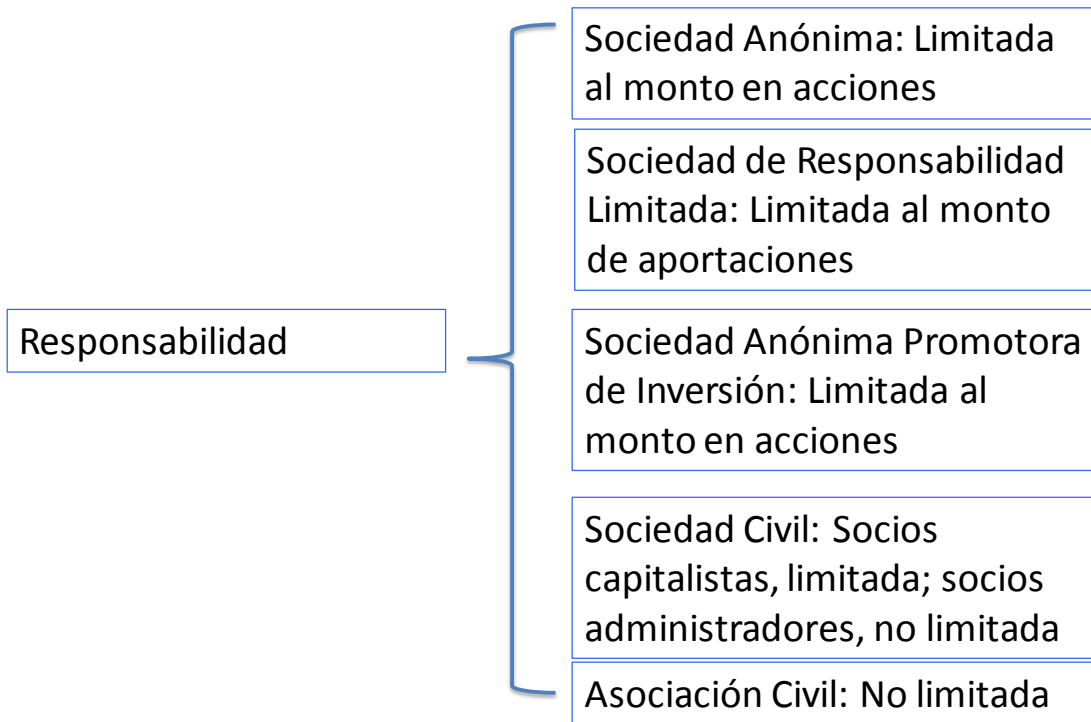 Sociedad Anónima: Limitada
al monto en acciones
Sociedad de Responsabilidad
Limitada: Limitada al monto
de aportaciones
Responsabilidad
Sociedad Anónima Promotora
de Inversión: Limitada al
monto en acciones
Sociedad Civil: Socios
capitalistas, limitada; socios
administradores, no limitada
Asociación Civil: No limitada